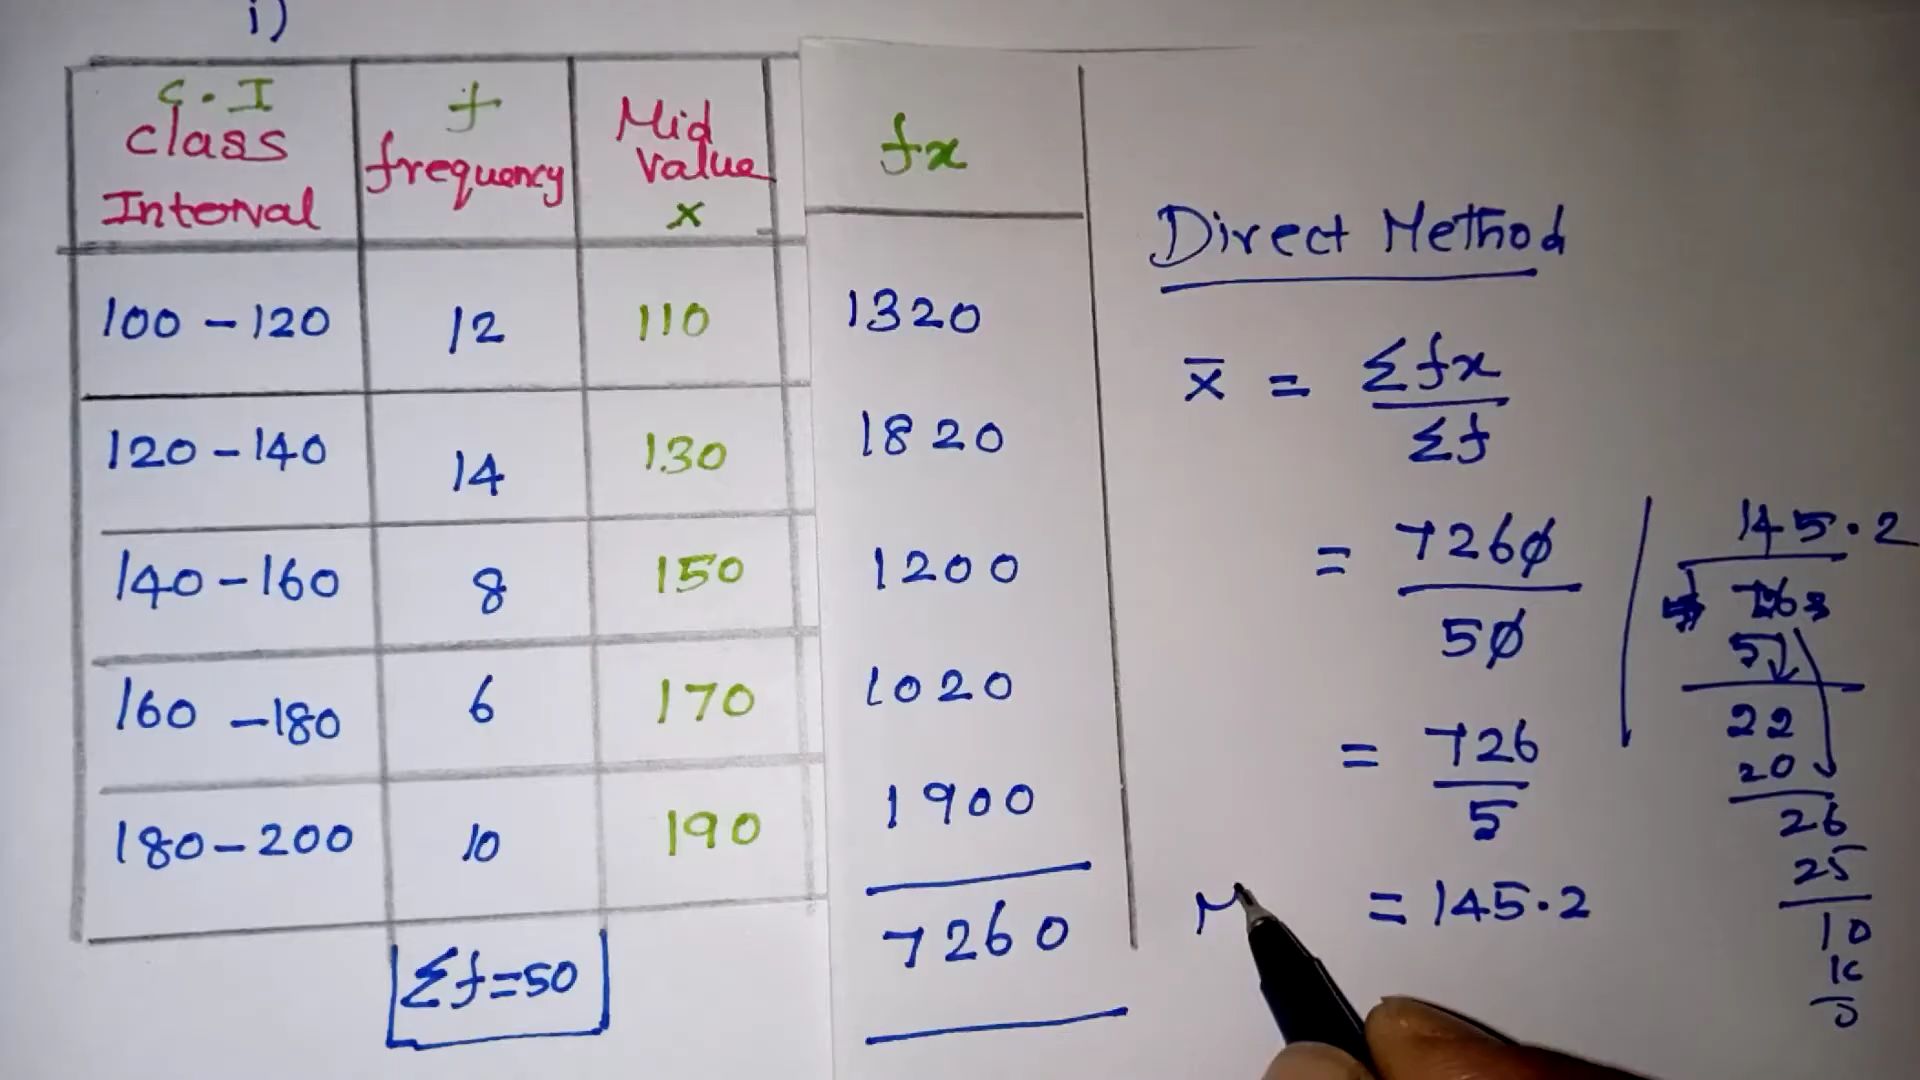 i)
C.I
Class
Interval
f
frequency
Mid
Value
x
fx
100 - 120
12
110
1320
120 - 140
14
130
1820
140 - 160
8
150
1200
160 - 180
6
170
1020
180 - 200
10
190
1900
Σf = 50
7260
Direct Method
x̄ = Σfx / Σf
= 7260 / 50
= 726 / 5
M = 145.2
145.2
5
22
20
26
25
10